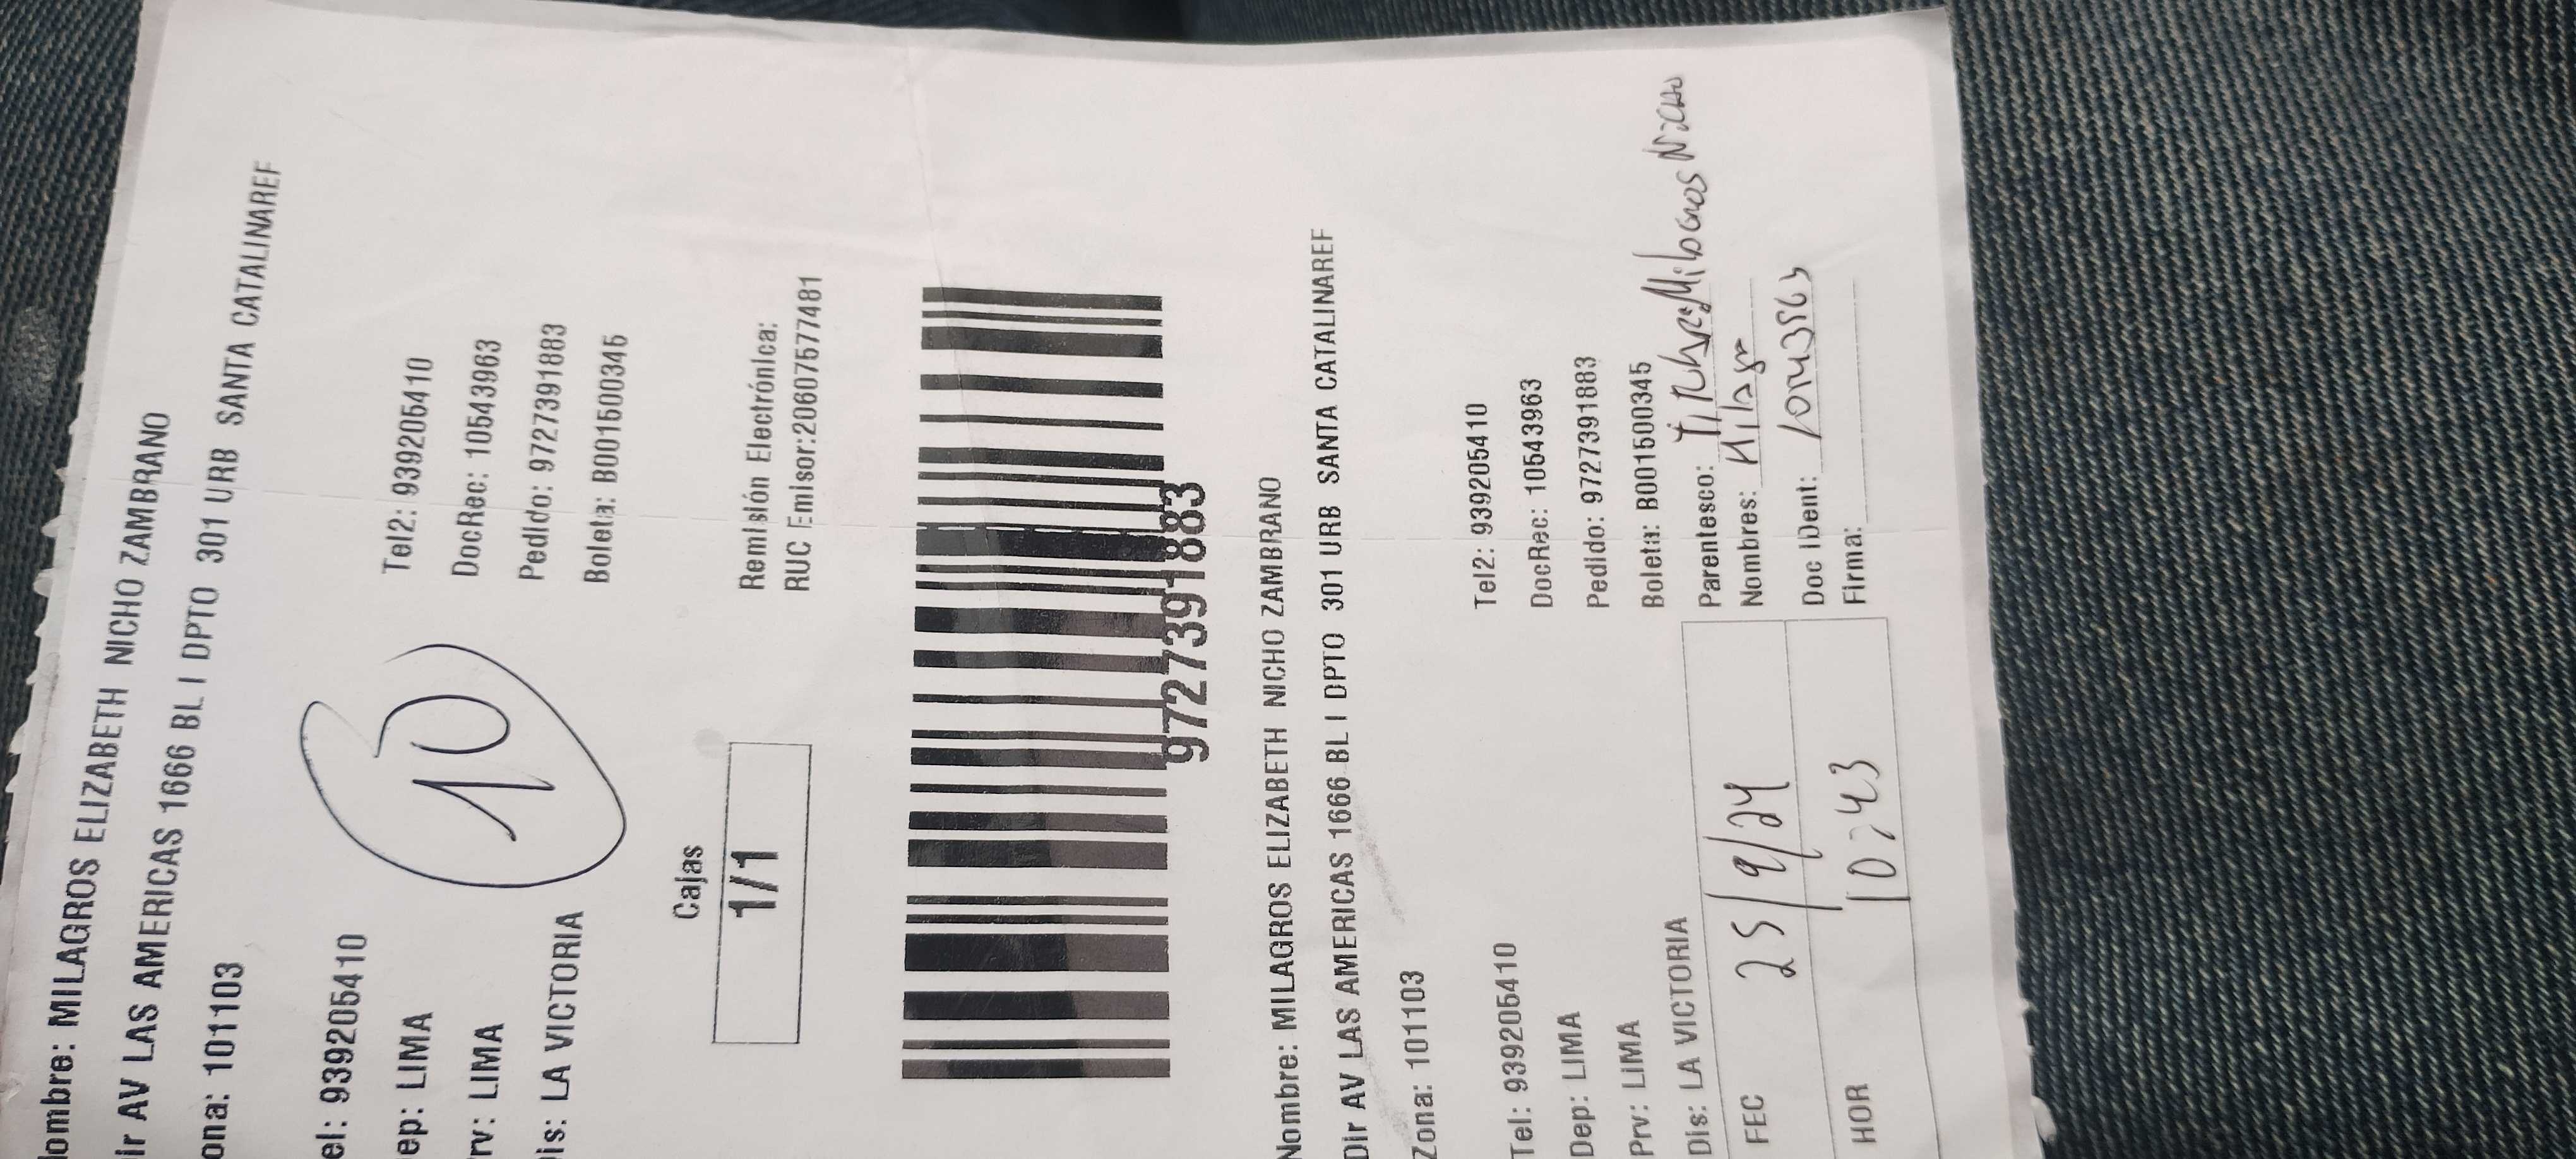 ombre: MILAGROS ELIZABETH NICHO ZAMBRANO
ir AV LAS AMERICAS 1666 BL I DPTO 301 URB SANTA CATALINAREF
ona: 101103
el: 939205410 Tel2: 939205410
ep: LIMA DocRec: 10543963
rv: LIMA Pedido: 9727391883
is: LA VICTORIA Boleta: B001500345
10
Cajas
1/1
Remisión Electrónica:
RUC Emisor:20607577481
9727391883
Nombre: MILAGROS ELIZABETH NICHO ZAMBRANO
Dir AV LAS AMERICAS 1666 BL I DPTO 301 URB SANTA CATALINAREF
Zona: 101103
Tel: 939205410 Tel2: 939205410
Dep: LIMA DocRec: 10543963
Prv: LIMA Pedido: 9727391883
Dis: LA VICTORIA Boleta: B001500345
FEC 25/9/24
HOR 10:43
Parentesco: Milagros Nicho
Nombres:
Doc IDent: 10543963
Firma: